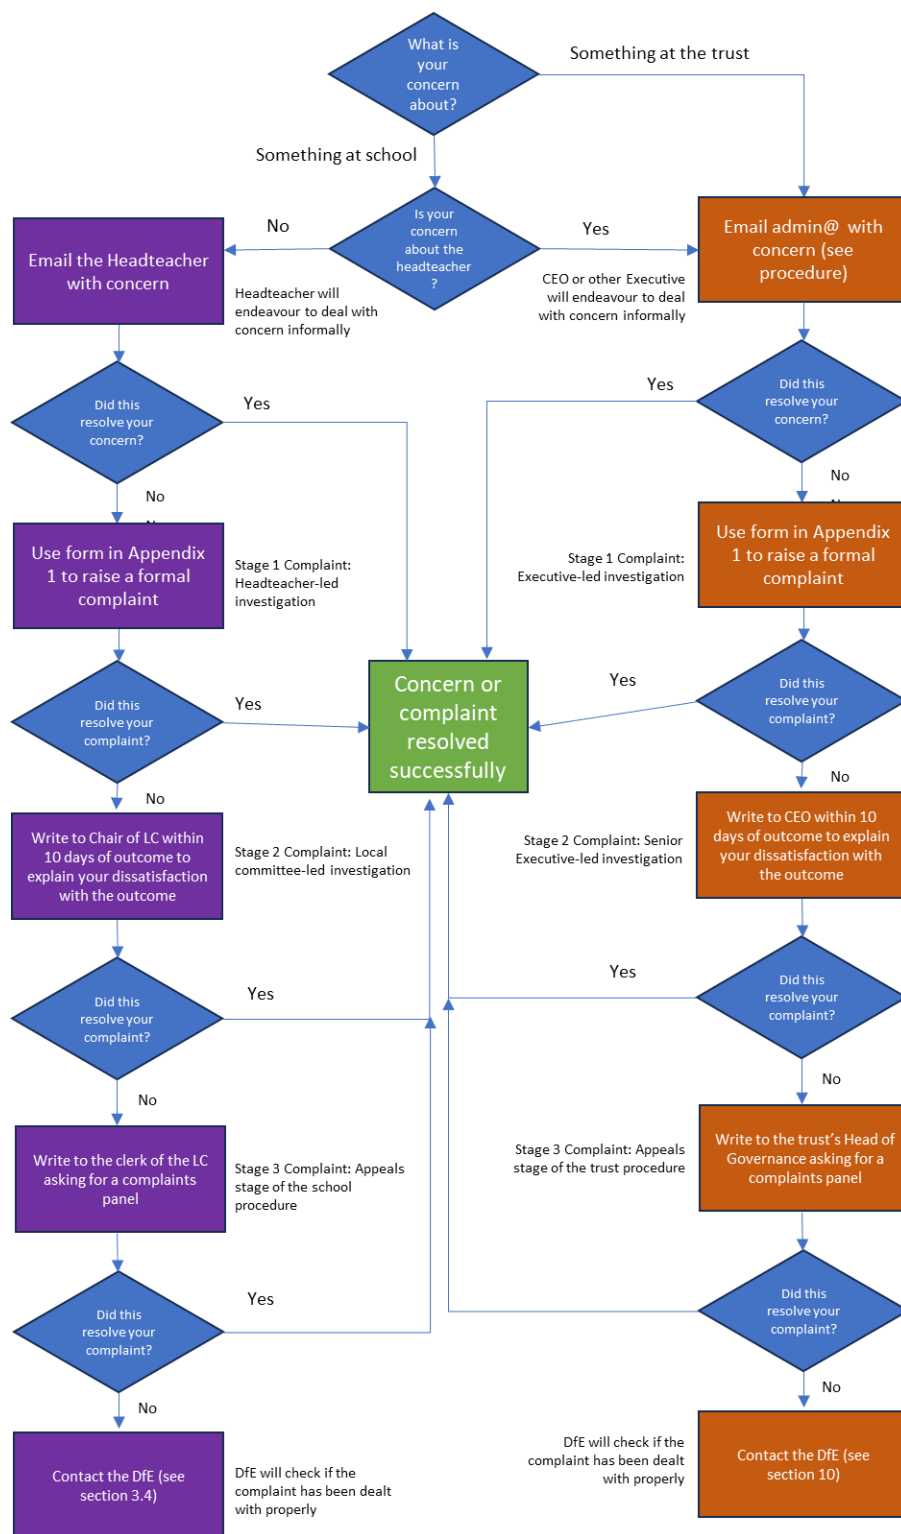 What is
your
concern
about?
Something at the trust
Something at school
Is your
concern
about the
headteacher
?
No
Yes
Email the Headteacher
with concern
Headteacher will
endeavour to deal with
concern informally
Email admin@ with
concern (see
procedure)
CEO or other Executive
will endeavour to deal
with concern informally
Did this
resolve your
concern?
Yes
No
Did this
resolve your
concern?
Yes
No
Use form in Appendix
1 to raise a formal
complaint
Stage 1 Complaint:
Headteacher-led
investigation
Stage 1 Complaint:
Executive-led investigation
Use form in Appendix
1 to raise a formal
complaint
Concern or
complaint
resolved
successfully
Did this
resolve your
complaint?
Yes
No
Did this
resolve your
complaint?
Yes
No
Write to Chair of LC within
10 days of outcome to
explain your dissatisfaction
with the outcome
Stage 2 Complaint: Local
committee-led investigation
Stage 2 Complaint: Senior
Executive-led investigation
Write to CEO within 10
days of outcome to explain
your dissatisfaction with
the outcome
Did this
resolve your
complaint?
Yes
No
Did this
resolve your
complaint?
Yes
No
Write to the clerk of the LC
asking for a complaints
panel
Stage 3 Complaint: Appeals
stage of the school
procedure
Stage 3 Complaint: Appeals
stage of the trust procedure
Write to the trust's Head of
Governance asking for a
complaints panel
Did this
resolve your
complaint?
Yes
No
Did this
resolve your
complaint?
No
Contact the DfE (see
section 3.4)
DfE will check if the
complaint has been dealt
with properly
DfE will check if the
complaint has been dealt
with properly
Contact the DfE (see
section 10)